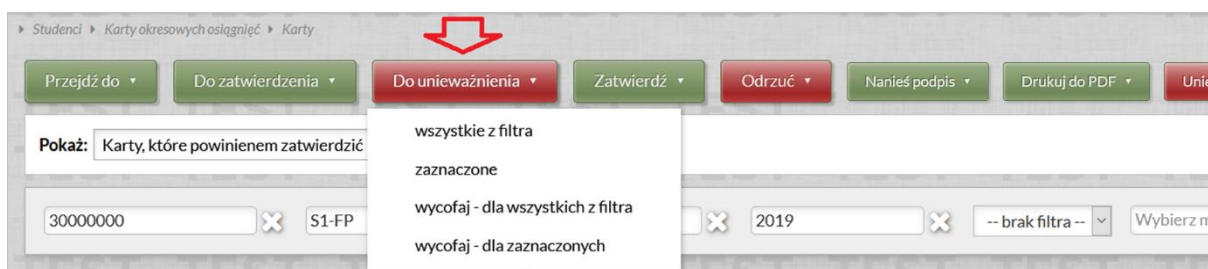 Studenci Karty okresowych osiągnięć Karty
Przejdź do Do zatwierdzenia Do unieważnienia Zatwierdź Odrzuć Nanieś podpis Drukuj do PDF
wszystkie z filtra
Pokaż: Karty, które powinienem zatwierdzić
zaznaczone
wycofaj - dla wszystkich z filtra
30000000 S1-FP 2019 -- brak filtra --
wycofaj - dla zaznaczonych